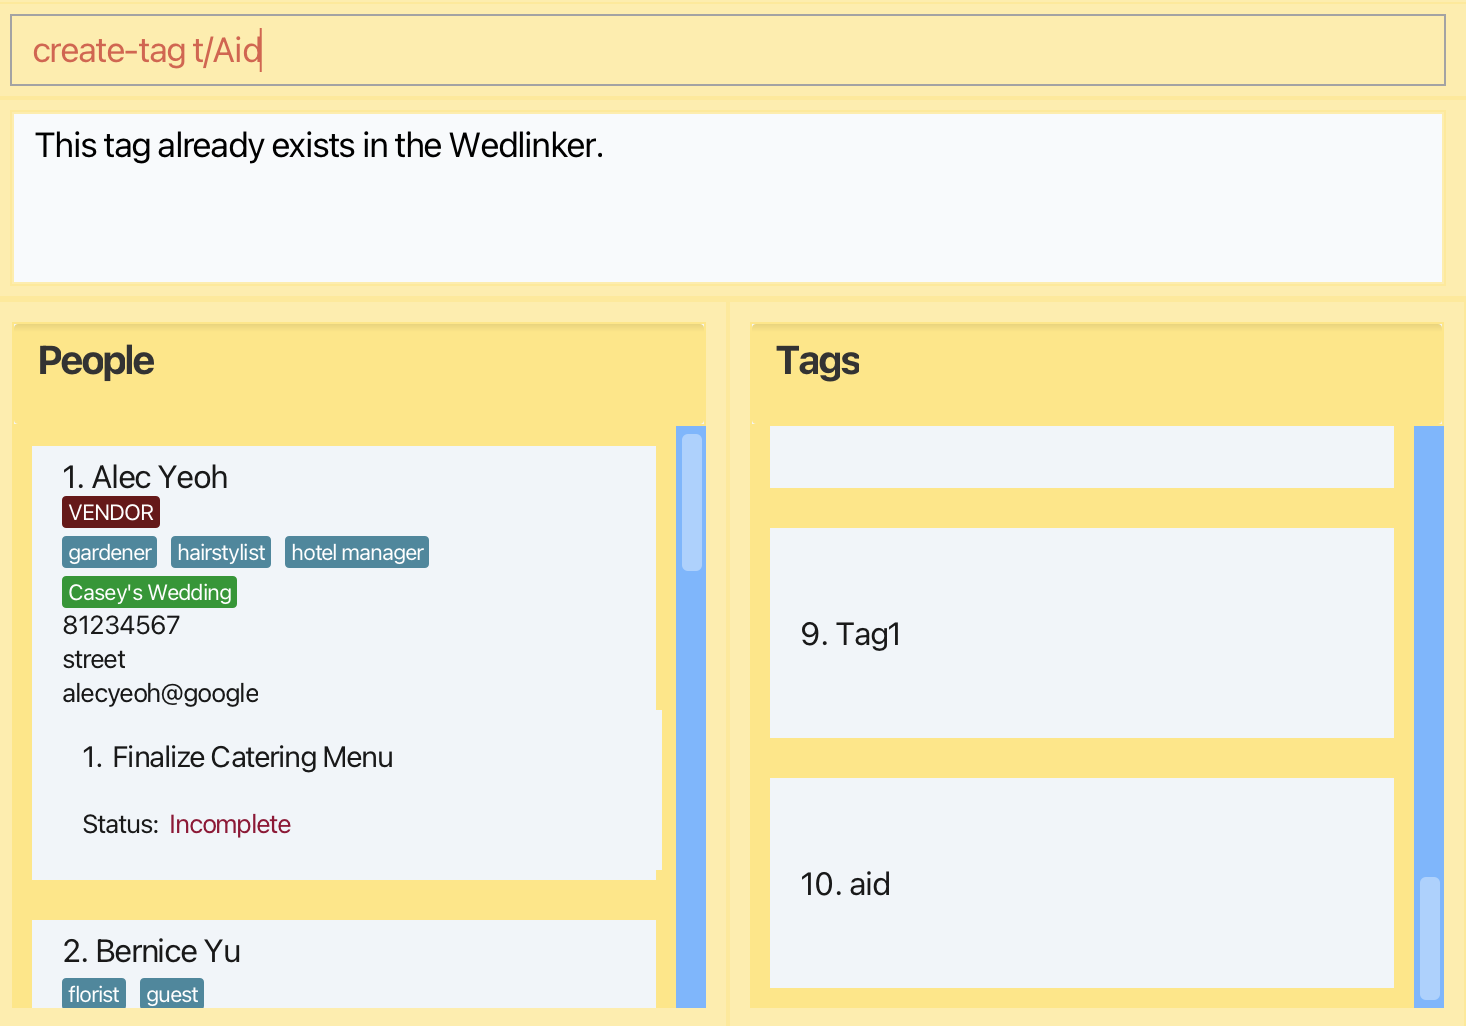 create-tag t/Aid
This tag already exists in the Wedlinker.
People
1. Alec Yeoh
VENDOR
gardener hairstylist hotel manager
Casey's Wedding
81234567
street
alecyeoh@google
1. Finalize Catering Menu
Status: Incomplete
2. Bernice Yu
florist guest
Tags
9. Tag1
10. aid